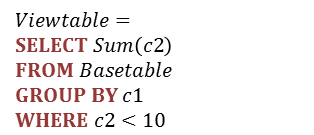 Viewtable =
SELECT Sum(c2)
FROM Basetable
GROUP BY c1
WHERE c2 < 10